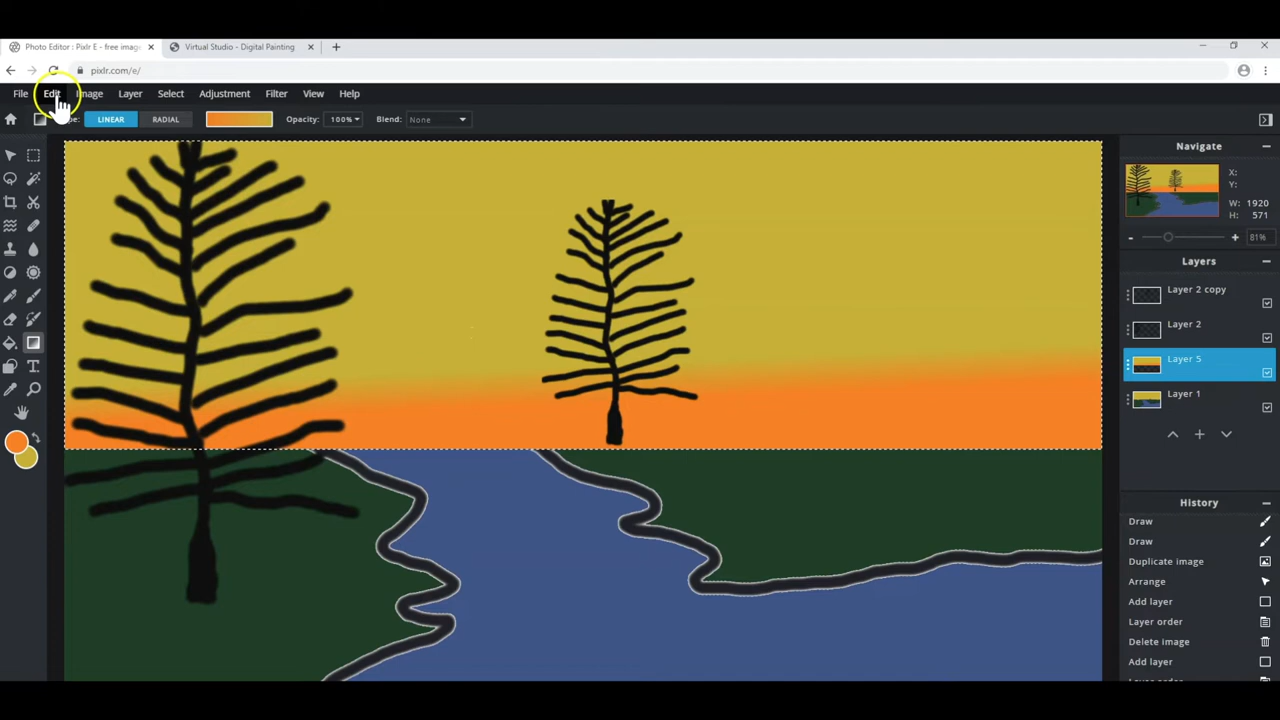 Photo Editor : Pixlr E - free imag
Virtual Studio - Digital Painting
pixlr.com/e/
File Edit Image Layer Select Adjustment Filter View Help
LINEAR RADIAL Opacity: 100% Blend: None
Navigate
X:
Y:
W: 1920
H: 571
81%
Layers
Layer 2 copy
Layer 2
Layer 5
Layer 1
History
Draw
Draw
Duplicate image
Arrange
Add layer
Layer order
Delete image
Add layer